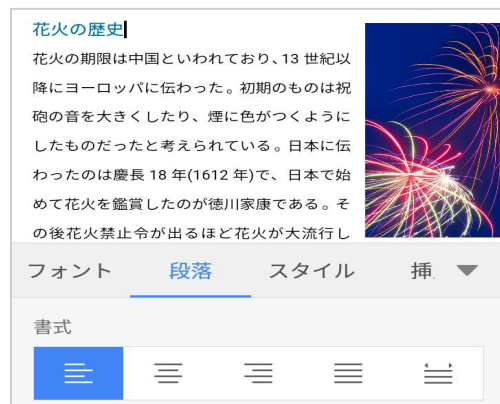 花火の歴史
花火の期限は中国といわれており、13 世紀以
降にヨーロッパに伝わった。初期のものは祝
砲の音を大きくしたり、煙に色がつくように
したものだったと考えられている。日本に伝
わったのは慶長 18 年(1612 年)で、日本で始
めて花火を鑑賞したのが徳川家康である。そ
の後花火禁止令が出るほど花火が大流行し
フォント 段落 スタイル 挿
書式